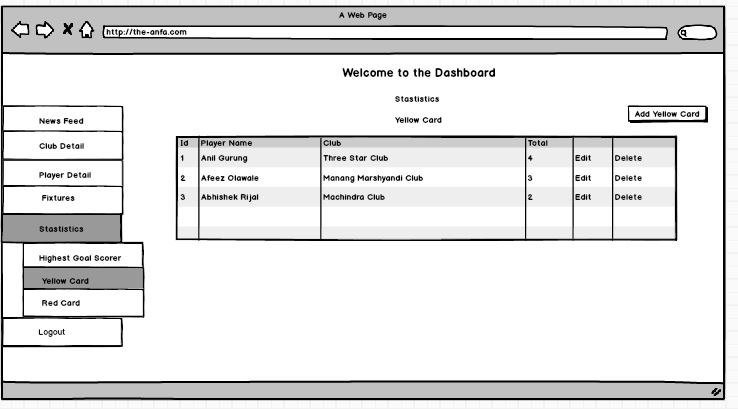 A Web Page
http://the-anfa.com
Welcome to the Dashboard
Stastistics
Yellow Card
Add Yellow Card
News Feed
Club Detail
Player Detail
Fixtures
Stastistics
Highest Goal Scorer
Yellow Card
Red Card
Logout
Id Player Name Club Total
1 Anil Gurung Three Star Club 4 Edit Delete
2 Afeez Olawale Manang Marshyandi Club 3 Edit Delete
3 Abhishek Rijal Machindra Club 2 Edit Delete